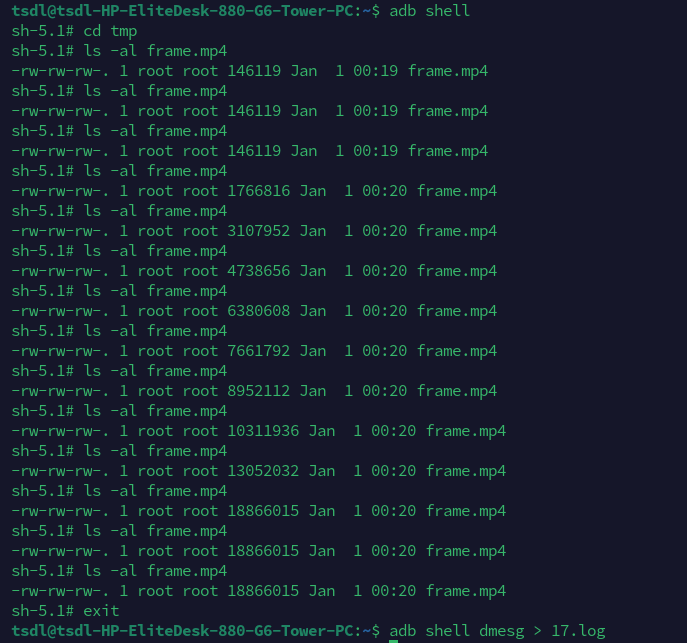 tsdl@tsdl-HP-EliteDesk-880-G6-Tower-PC:~$ adb shell
sh-5.1# cd tmp
sh-5.1# ls -al frame.mp4
-rw-rw-rw-. 1 root root 146119 Jan  1 00:19 frame.mp4
sh-5.1# ls -al frame.mp4
-rw-rw-rw-. 1 root root 146119 Jan  1 00:19 frame.mp4
sh-5.1# ls -al frame.mp4
-rw-rw-rw-. 1 root root 146119 Jan  1 00:19 frame.mp4
sh-5.1# ls -al frame.mp4
-rw-rw-rw-. 1 root root 1766816 Jan  1 00:20 frame.mp4
sh-5.1# ls -al frame.mp4
-rw-rw-rw-. 1 root root 3107952 Jan  1 00:20 frame.mp4
sh-5.1# ls -al frame.mp4
-rw-rw-rw-. 1 root root 4738656 Jan  1 00:20 frame.mp4
sh-5.1# ls -al frame.mp4
-rw-rw-rw-. 1 root root 6380608 Jan  1 00:20 frame.mp4
sh-5.1# ls -al frame.mp4
-rw-rw-rw-. 1 root root 7661792 Jan  1 00:20 frame.mp4
sh-5.1# ls -al frame.mp4
-rw-rw-rw-. 1 root root 8952112 Jan  1 00:20 frame.mp4
sh-5.1# ls -al frame.mp4
-rw-rw-rw-. 1 root root 10311936 Jan  1 00:20 frame.mp4
sh-5.1# ls -al frame.mp4
-rw-rw-rw-. 1 root root 13052032 Jan  1 00:20 frame.mp4
sh-5.1# ls -al frame.mp4
-rw-rw-rw-. 1 root root 18866015 Jan  1 00:20 frame.mp4
sh-5.1# ls -al frame.mp4
-rw-rw-rw-. 1 root root 18866015 Jan  1 00:20 frame.mp4
sh-5.1# ls -al frame.mp4
-rw-rw-rw-. 1 root root 18866015 Jan  1 00:20 frame.mp4
sh-5.1# exit
tsdl@tsdl-HP-EliteDesk-880-G6-Tower-PC:~$ adb shell dmesg > 17.log